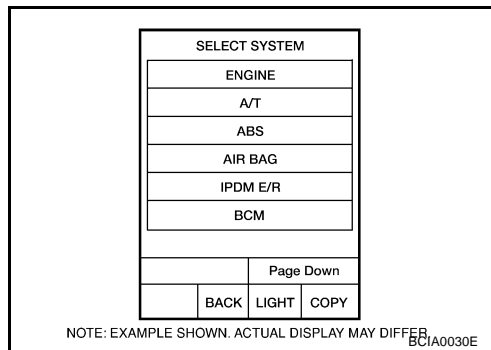 SELECT SYSTEM
ENGINE
A/T
ABS
AIR BAG
IPDM E/R
BCM
Page Down
BACK LIGHT COPY
NOTE: EXAMPLE SHOWN. ACTUAL DISPLAY MAY DIFFER.
BCIA0030E